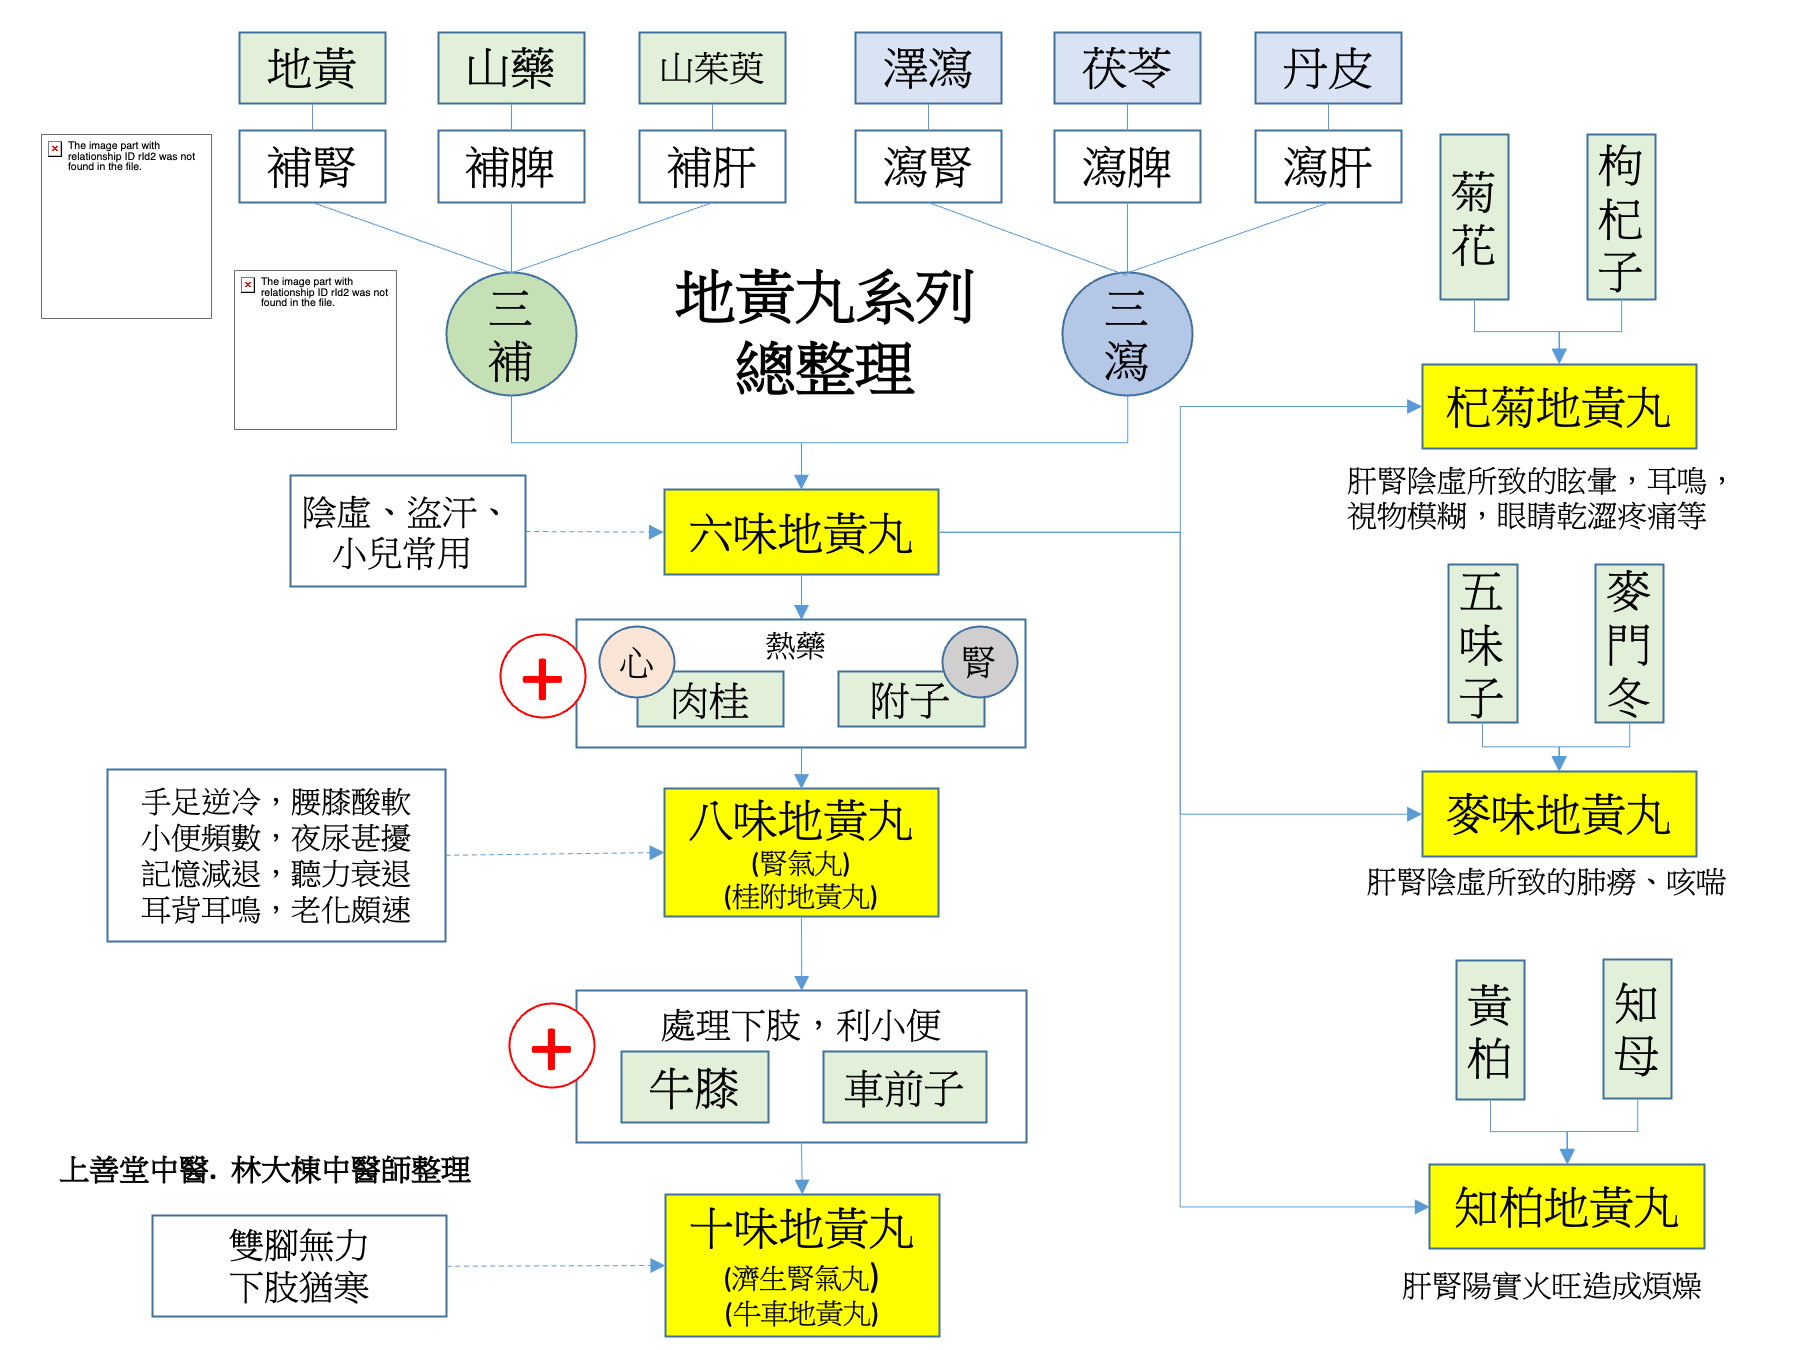 地黃
山藥
山茱萸
澤瀉
茯苓
丹皮
補腎
補脾
補肝
瀉腎
瀉脾
瀉肝
The image part with
relationship ID rId2 was not
found in the file.
The image part with
relationship ID rId2 was not
found in the file.
三
補
地黃丸系列
總整理
三
瀉
菊
花
枸
杞
子
杞菊地黃丸
肝腎陰虛所致的眩暈，耳鳴，
視物模糊，眼睛乾澀疼痛等
陰虛、盜汗、
小兒常用
六味地黃丸
心
熱藥
腎
肉桂
附子
五
味
子
麥
門
冬
麥味地黃丸
肝腎陰虛所致的肺癆、咳喘
手足逆冷，腰膝酸軟
小便頻數，夜尿甚擾
記憶減退，聽力衰退
耳背耳鳴，老化頗速
八味地黃丸
(腎氣丸)
(桂附地黃丸)
處理下肢，利小便
牛膝
車前子
黃
柏
知
母
知柏地黃丸
肝腎陽實火旺造成煩燥
上善堂中醫. 林大棟中醫師整理
雙腳無力
下肢猶寒
十味地黃丸
(濟生腎氣丸)
(牛車地黃丸)